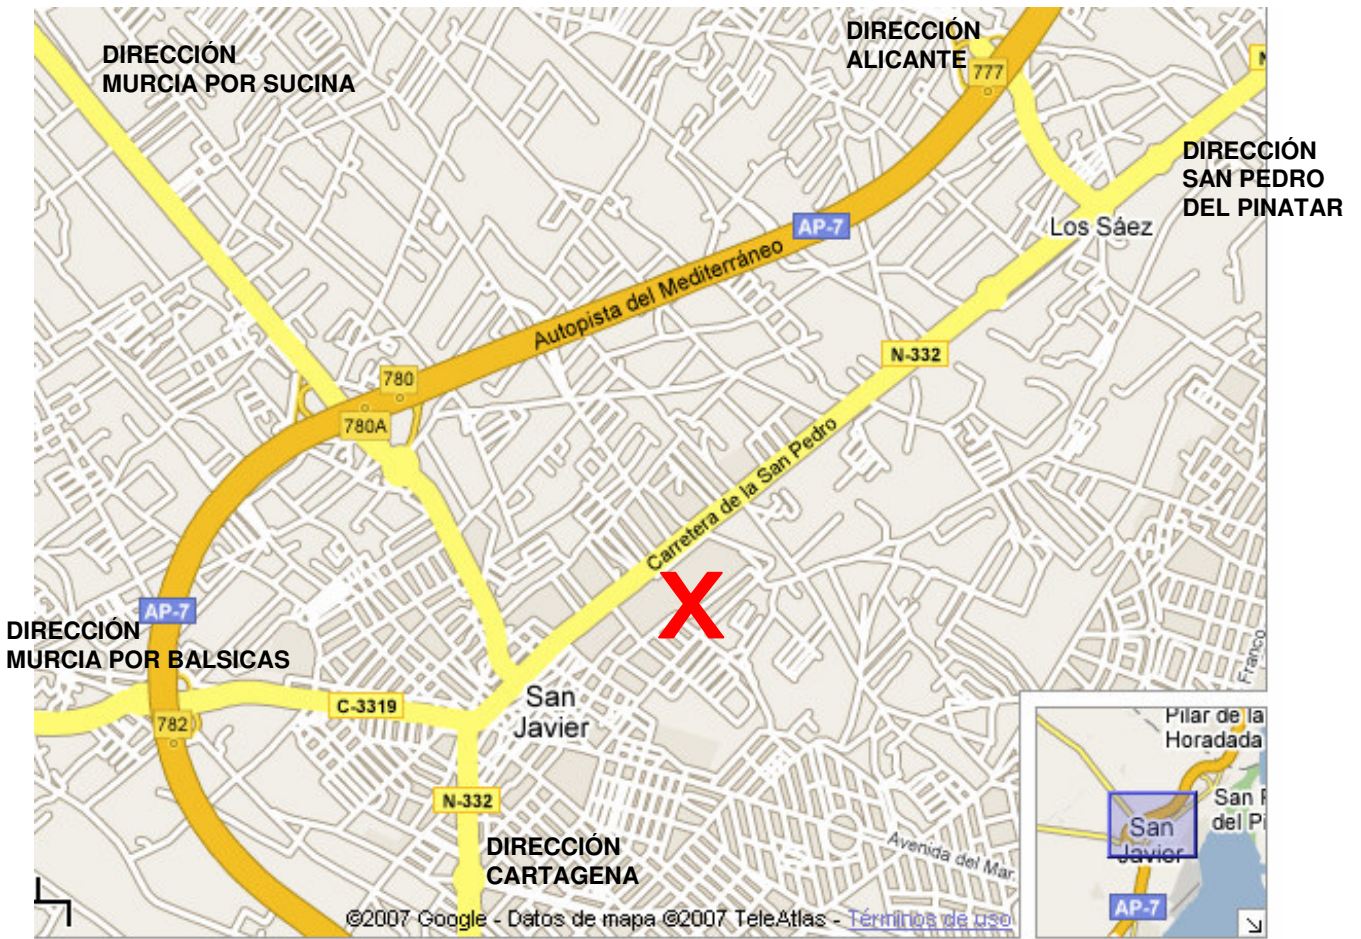 DIRECCIÓN
MURCIA POR SUCINA
DIRECCIÓN
ALICANTE
777
DIRECCIÓN
SAN PEDRO
DEL PINATAR
Los Sáez
AP-7
Autopista del Mediterráneo
N-332
780
780A
Carretera de la San Pedro
X
AP-7
DIRECCIÓN
MURCIA POR BALSICAS
Franco
C-3319
San
Javier
782
N-332
DIRECCIÓN
CARTAGENA
Avenida del Mar
Pilar de la
Horadada
San
del
San
Javier
AP-7
©2007 Google - Datos de mapa ©2007 TeleAtlas - Términos de uso